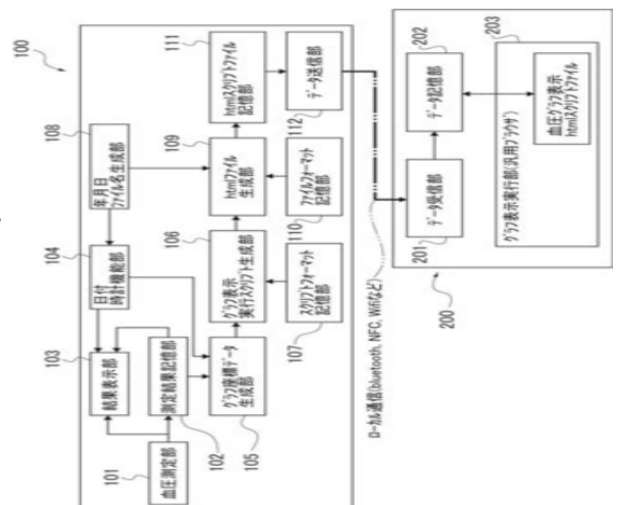 100
101
血圧測定部
102
測定結果記憶部
103
結果表示部
104
日付
時計機能部
105
グラフ座標データ
生成部
106
グラフ表示
実行スクリプト生成部
107
スクリプトフォーマット
記憶部
108
年月日
ファイル名生成部
109
htmlファイル
生成部
110
ファイルフォーマット
記憶部
111
htmlスクリプトファイル
記憶部
112
データ送信部
ローカル通信(bluetooth, NFC, Wifiなど)
200
201
データ受信部
202
データ記憶部
203
グラフ表示実行部(汎用ブラウザ)
血圧グラフ表示
htmlスクリプトファイル